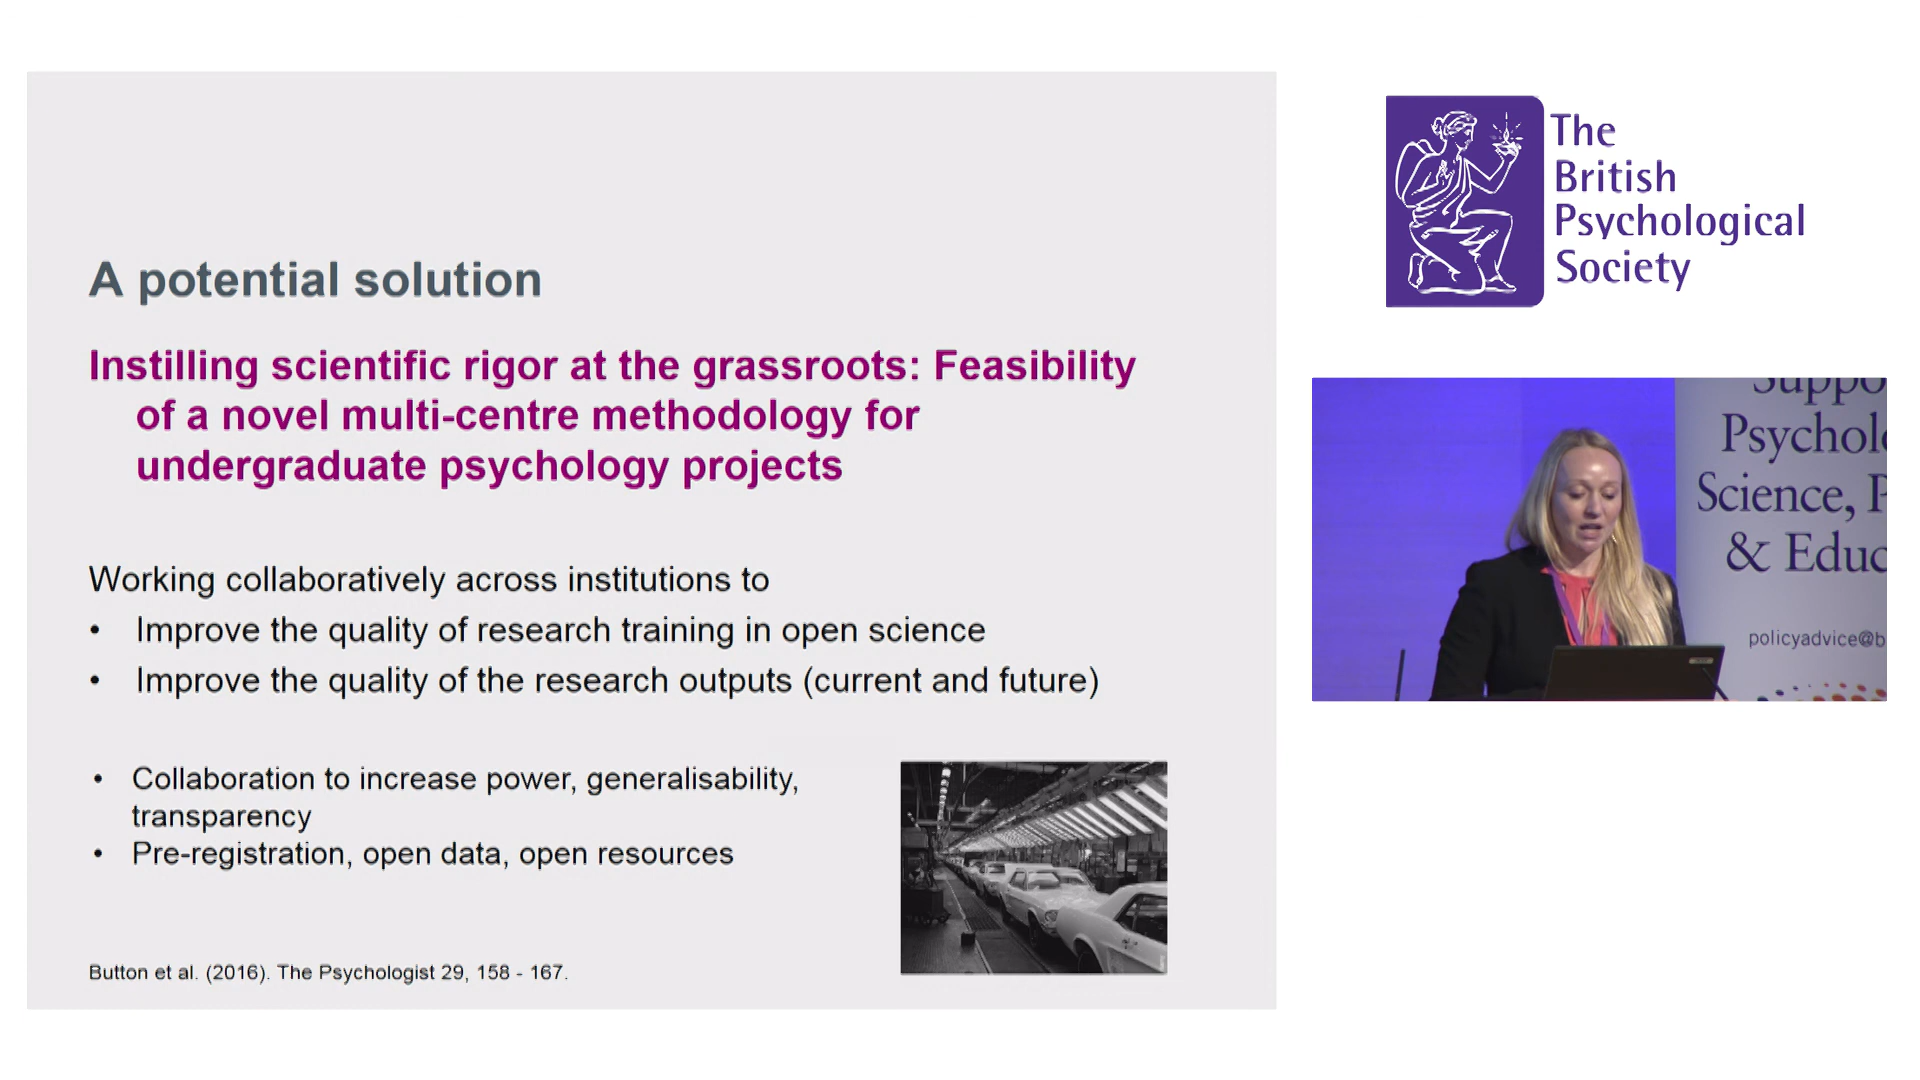 A potential solution
Instilling scientific rigor at the grassroots: Feasibility
of a novel multi-centre methodology for
undergraduate psychology projects
Working collaboratively across institutions to
• Improve the quality of research training in open science
• Improve the quality of the research outputs (current and future)
• Collaboration to increase power, generalisability,
transparency
• Pre-registration, open data, open resources
Button et al. (2016). The Psychologist 29, 158 - 167.
The
British
Psychological
Society
Suppo
Psychol
Science, P
& Educ
policyadvice@b